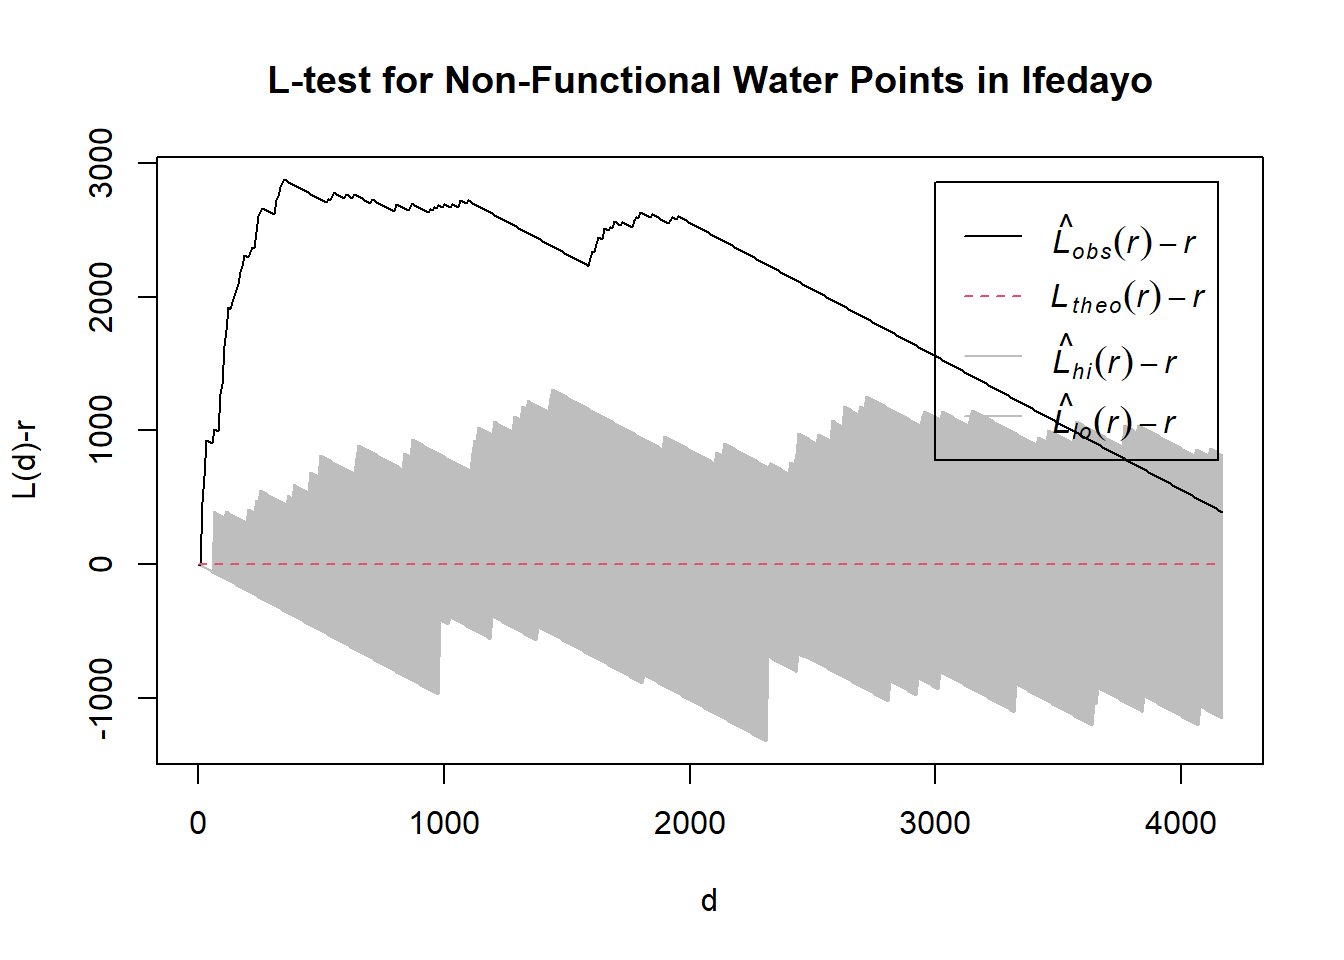 L-test for Non-Functional Water Points in Ifedayo
L(d)-r
3000
2000
1000
0
-1000
L̂obs(r) − r
Ltheo(r) − r
L̂hi(r) − r
L̂lo(r) − r
0 1000 2000 3000 4000
d